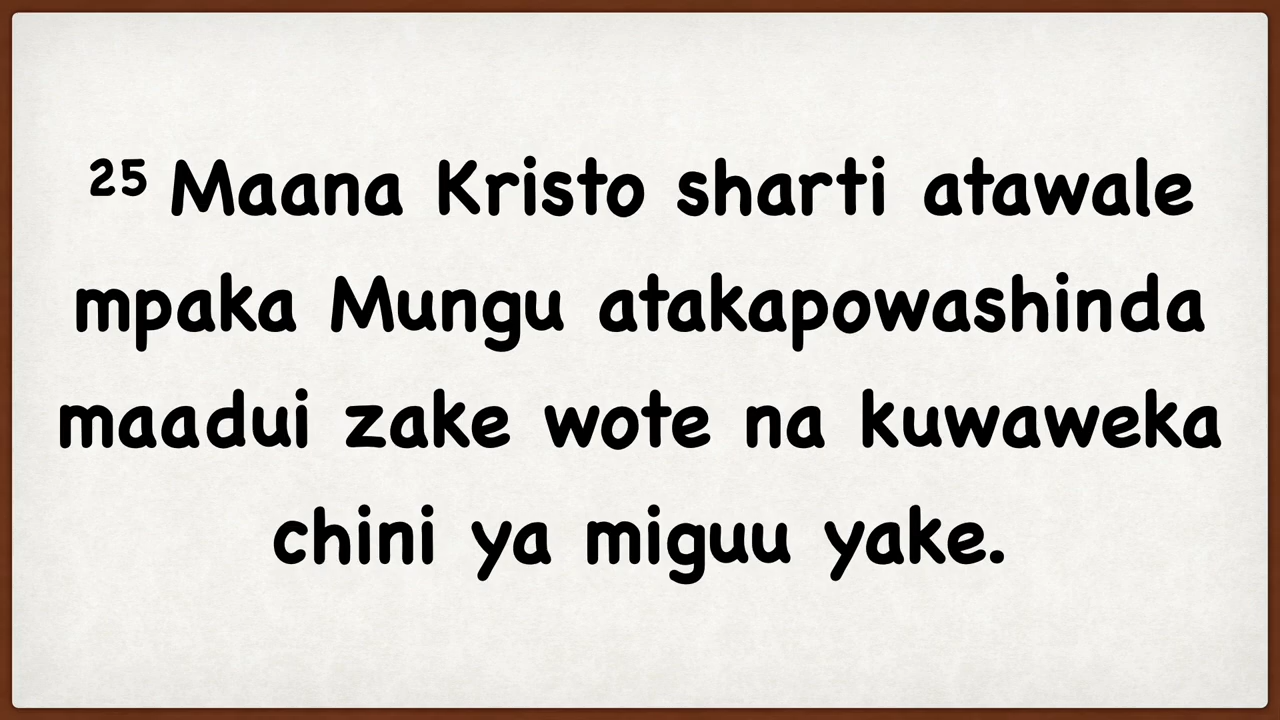 ²⁵ Maana Kristo sharti atawale
mpaka Mungu atakapowashinda
maadui zake wote na kuwaweka
chini ya miguu yake.